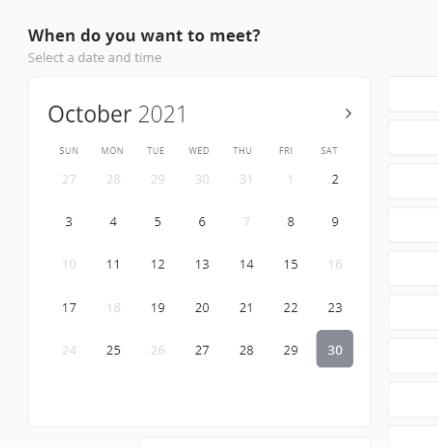 When do you want to meet?
Select a date and time
October 2021
SUN MON TUE WED THU FRI SAT
27 28 29 30 31 1 2
3 4 5 6 7 8 9
10 11 12 13 14 15 16
17 18 19 20 21 22 23
24 25 26 27 28 29 30